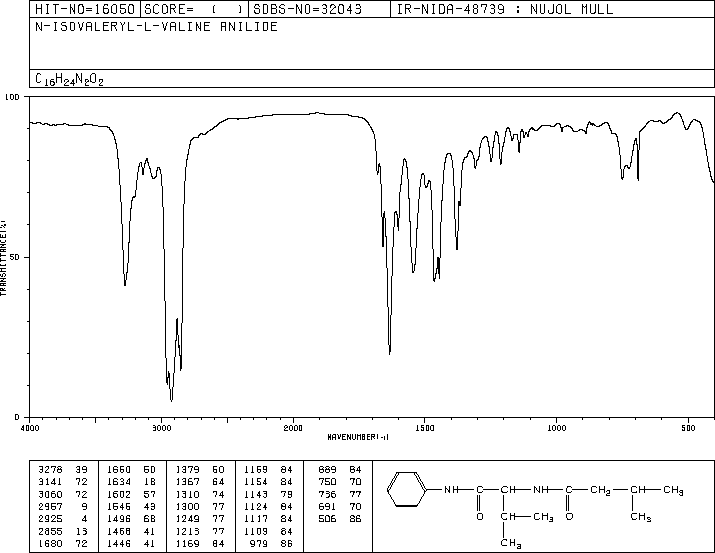 HIT-NO=16050 SCORE= ( ) SDBS-NO=32043 IR-NIDA-48739 : NUJOL MULL
N-ISOVALERYL-L-VALINE ANILIDE
C16H24N2O2
100
50
0
TRANSMITTANCE(%)
4000 3000 2000 1500 1000 500
WAVENUMBER(-1)
3278 39 1660 50 1379 50 1169 84 889 84
3141 72 1634 18 1367 64 1154 84 750 70
3060 72 1602 57 1310 74 1143 79 736 77
2957 9 1546 43 1300 77 1124 84 691 70
2925 4 1496 68 1249 77 1117 84 506 86
2855 13 1468 41 1213 77 1109 84
1680 72 1446 41 1169 84 979 86
NH C CH NH C CH2 CH CH3
O CH CH3 O CH3
CH3